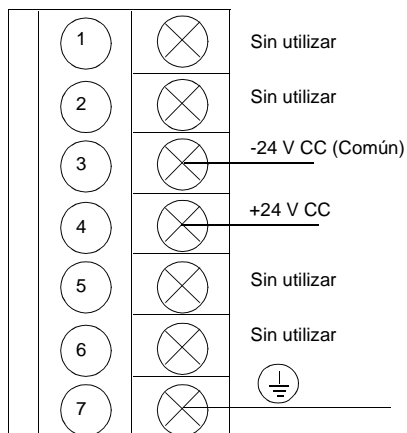 1 Sin utilizar
2 Sin utilizar
3 -24 V CC (Común)
4 +24 V CC
5 Sin utilizar
6 Sin utilizar
7